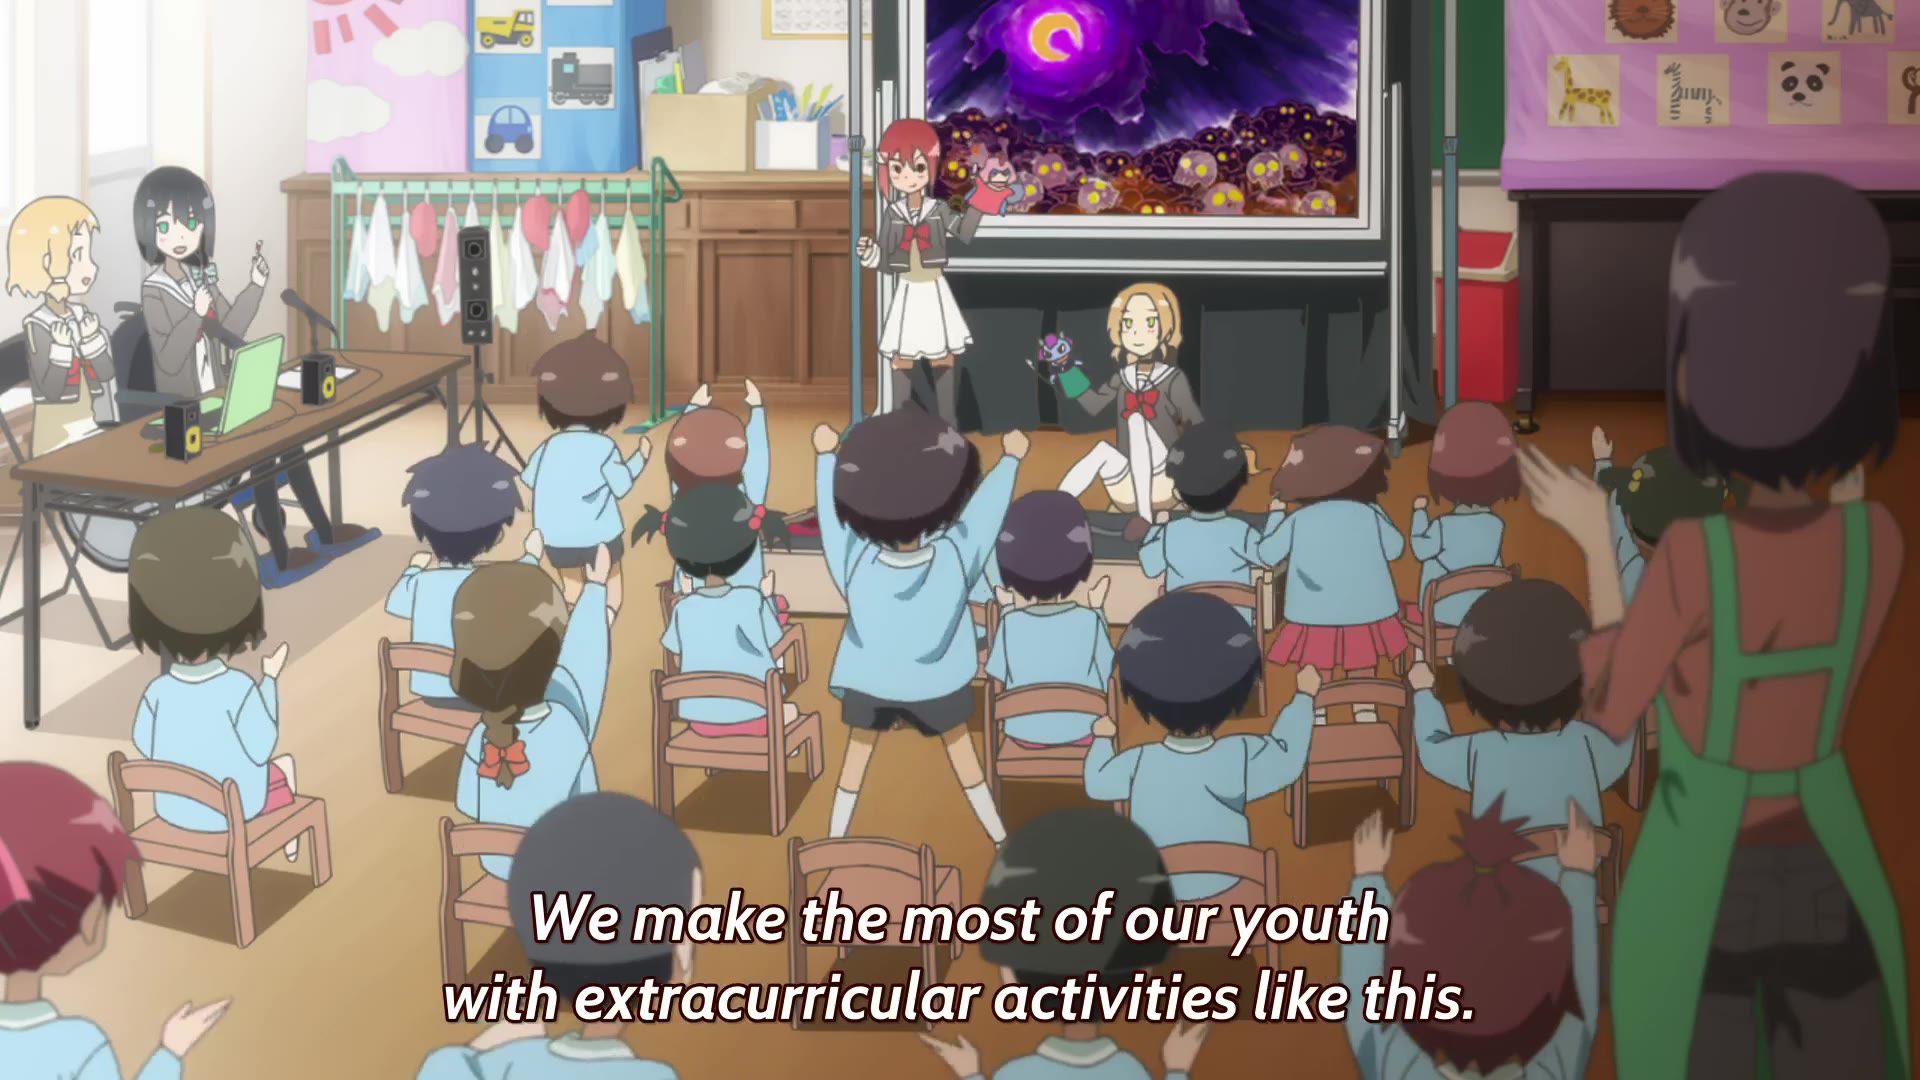 We make the most of our youth
with extracurricular activities like this.